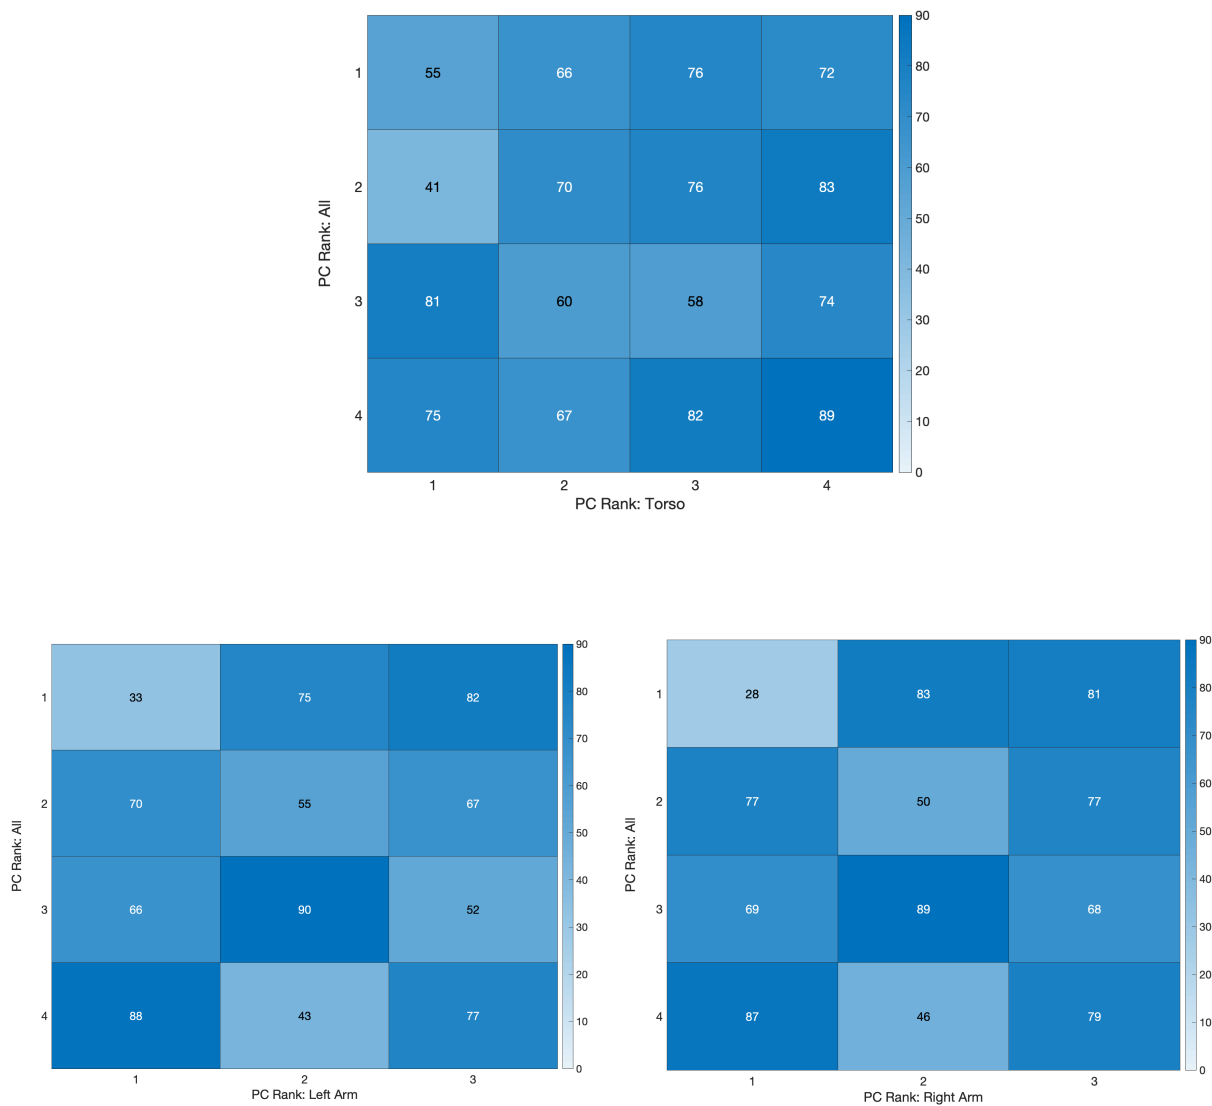 90
1 55 66 76 72
80
70
2 41 70 76 83
60
50
PC Rank: All
40
3 81 60 58 74
30
20
4 75 67 82 89
10
0
1 2 3 4
PC Rank: Torso
90
1 33 75 82
80
70
2 70 55 67
60
50
PC Rank: All
40
3 66 90 52
30
20
4 88 43 77
10
0
1 2 3
PC Rank: Left Arm
90
1 28 83 81
80
70
2 77 50 77
60
50
PC Rank: All
40
3 69 89 68
30
20
4 87 46 79
10
0
1 2 3
PC Rank: Right Arm